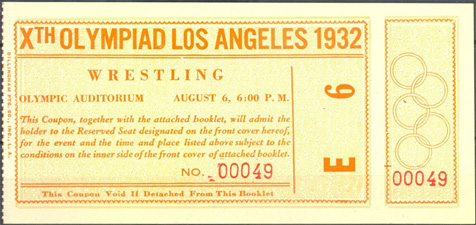 XTH OLYMPIAD LOS ANGELES 1932
WRESTLING
OLYMPIC AUDITORIUM AUGUST 6, 6:00 P. M.
This Coupon, together with the attached booklet, will admit the
holder to the Reserved Seat designated on the front cover hereof,
for the event and the time and place listed above subject to the
conditions on the inner side of the front cover of attached booklet.
NO. 00049
This Coupon Void If Detached From This Booklet
E 6
00049